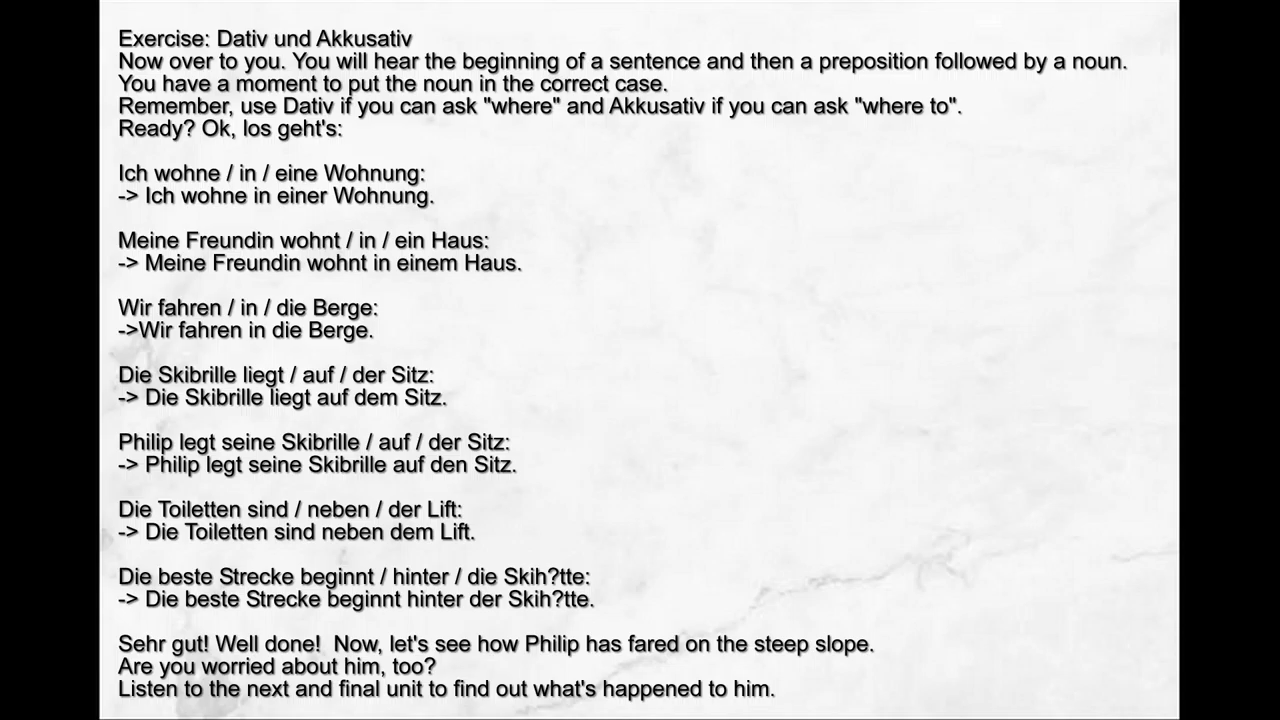 Exercise: Dativ und Akkusativ
Now over to you. You will hear the beginning of a sentence and then a preposition followed by a noun.
You have a moment to put the noun in the correct case.
Remember, use Dativ if you can ask "where" and Akkusativ if you can ask "where to".
Ready? Ok, los geht's:
Ich wohne / in / eine Wohnung:
-> Ich wohne in einer Wohnung.
Meine Freundin wohnt / in / ein Haus:
-> Meine Freundin wohnt in einem Haus.
Wir fahren / in / die Berge:
->Wir fahren in die Berge.
Die Skibrille liegt / auf / der Sitz:
-> Die Skibrille liegt auf dem Sitz.
Philip legt seine Skibrille / auf / der Sitz:
-> Philip legt seine Skibrille auf den Sitz.
Die Toiletten sind / neben / der Lift:
-> Die Toiletten sind neben dem Lift.
Die beste Strecke beginnt / hinter / die Skih?tte:
-> Die beste Strecke beginnt hinter der Skih?tte.
Sehr gut! Well done!  Now, let's see how Philip has fared on the steep slope.
Are you worried about him, too?
Listen to the next and final unit to find out what's happened to him.